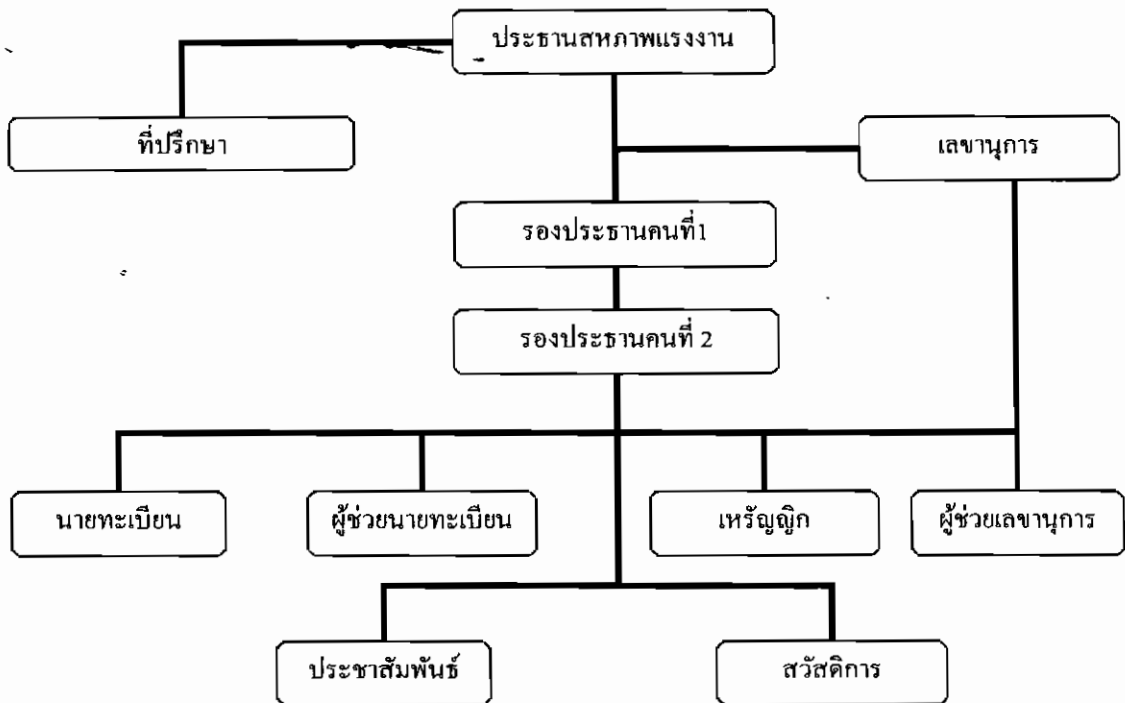 ประธานสหภาพแรงงาน
ที่ปรึกษา
เลขานุการ
รองประธานคนที่1
รองประธานคนที่ 2
นายทะเบียน
ผู้ช่วยนายทะเบียน
เหรัญญิก
ผู้ช่วยเลขานุการ
ประชาสัมพันธ์
สวัสดิการ